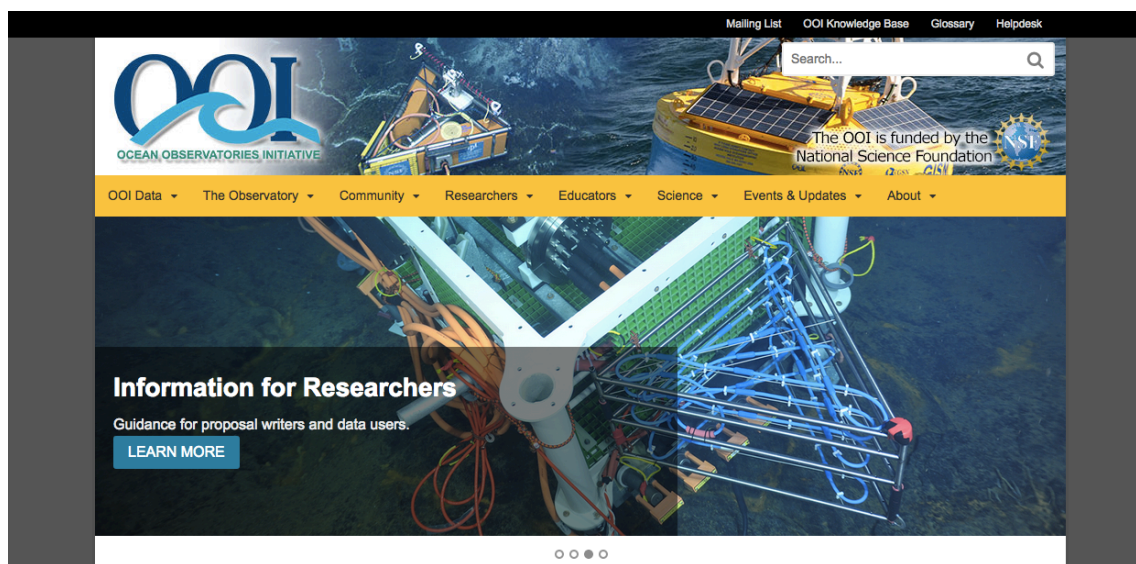 Mailing List OOI Knowledge Base Glossary Helpdesk
Search...
OOI
OCEAN OBSERVATORIES INITIATIVE
The OOI is funded by the
National Science Foundation
NSF
OOI Data The Observatory Community Researchers Educators Science Events & Updates About
Information for Researchers
Guidance for proposal writers and data users.
LEARN MORE